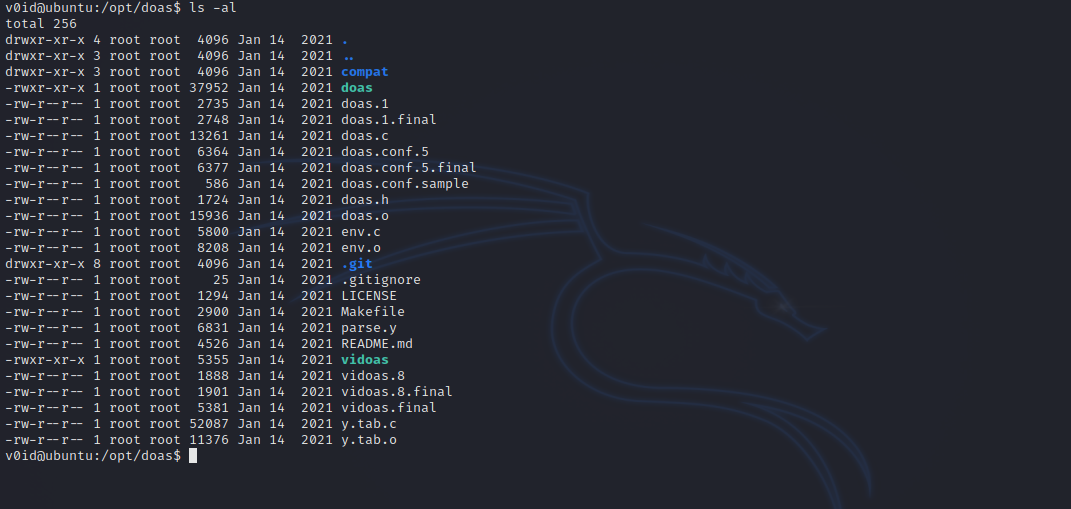 v0id@ubuntu:/opt/doas$ ls -al
total 256
drwxr-xr-x 4 root root  4096 Jan 14  2021 .
drwxr-xr-x 3 root root  4096 Jan 14  2021 ..
drwxr-xr-x 3 root root  4096 Jan 14  2021 compat
-rwxr-xr-x 1 root root 37952 Jan 14  2021 doas
-rw-r--r-- 1 root root  2735 Jan 14  2021 doas.1
-rw-r--r-- 1 root root  2748 Jan 14  2021 doas.1.final
-rw-r--r-- 1 root root 13261 Jan 14  2021 doas.c
-rw-r--r-- 1 root root  6364 Jan 14  2021 doas.conf.5
-rw-r--r-- 1 root root  6377 Jan 14  2021 doas.conf.5.final
-rw-r--r-- 1 root root   586 Jan 14  2021 doas.conf.sample
-rw-r--r-- 1 root root  1724 Jan 14  2021 doas.h
-rw-r--r-- 1 root root 15936 Jan 14  2021 doas.o
-rw-r--r-- 1 root root  5800 Jan 14  2021 env.c
-rw-r--r-- 1 root root  8208 Jan 14  2021 env.o
drwxr-xr-x 8 root root  4096 Jan 14  2021 .git
-rw-r--r-- 1 root root    25 Jan 14  2021 .gitignore
-rw-r--r-- 1 root root  1294 Jan 14  2021 LICENSE
-rw-r--r-- 1 root root  2900 Jan 14  2021 Makefile
-rw-r--r-- 1 root root  6831 Jan 14  2021 parse.y
-rw-r--r-- 1 root root  4526 Jan 14  2021 README.md
-rwxr-xr-x 1 root root  5355 Jan 14  2021 vidoas
-rw-r--r-- 1 root root  1888 Jan 14  2021 vidoas.8
-rw-r--r-- 1 root root  1901 Jan 14  2021 vidoas.8.final
-rw-r--r-- 1 root root  5381 Jan 14  2021 vidoas.final
-rw-r--r-- 1 root root 52087 Jan 14  2021 y.tab.c
-rw-r--r-- 1 root root 11376 Jan 14  2021 y.tab.o
v0id@ubuntu:/opt/doas$